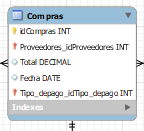 Compras
idCompras INT
Proveedores_idProveedores INT
Total DECIMAL
Fecha DATE
Tipo_depago_idTipo_depago INT
Indexes